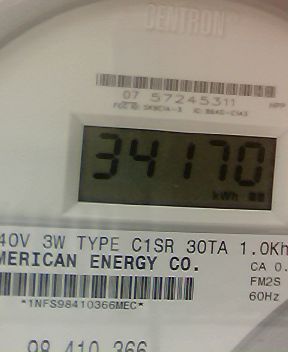 CENTRON
07 57245311
34170
kWh
40V 3W TYPE C1SR 30TA 1.0Kh
MERICAN ENERGY CO.
CA 0.
FM2S
*1NFS98410366MEC*
60Hz
98 410 366